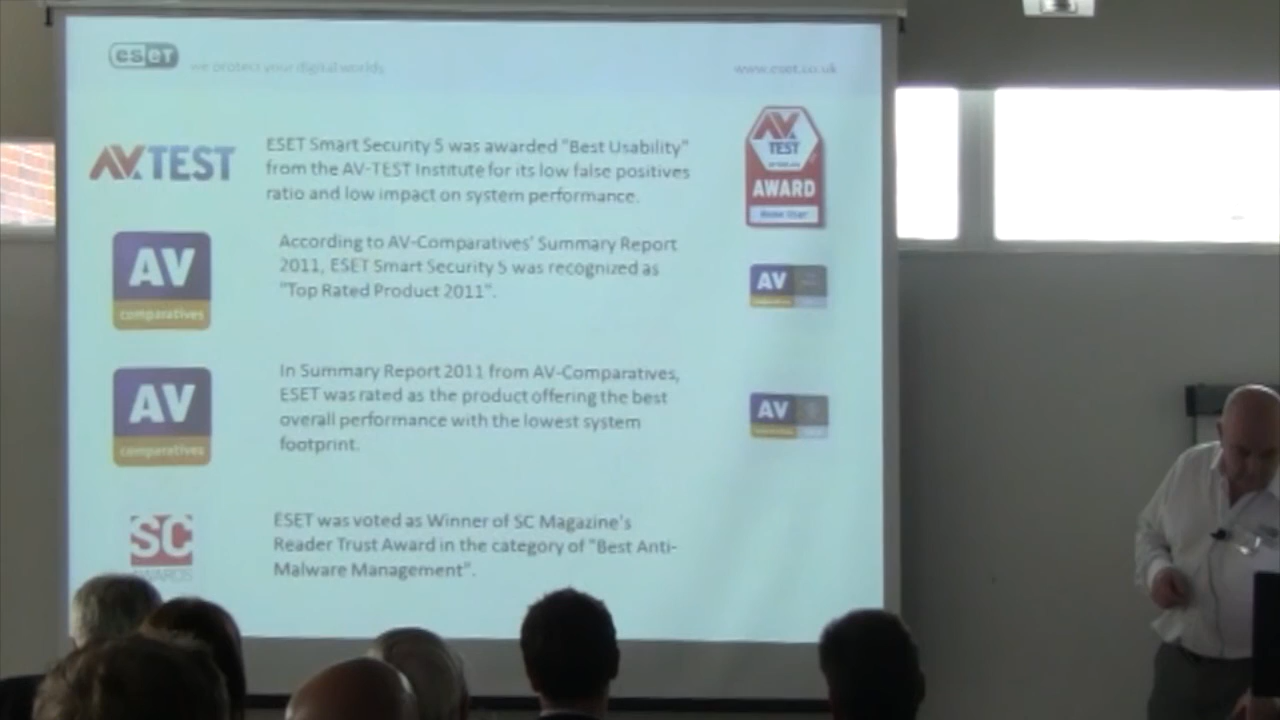 eset
we protect your digital worlds
www.eset.co.uk
AV TEST
ESET Smart Security 5 was awarded "Best Usability"
from the AV-TEST Institute for its low false positives
ratio and low impact on system performance.
AV
TEST
AWARD
AV
comparatives
According to AV-Comparatives' Summary Report
2011, ESET Smart Security 5 was recognized as
"Top Rated Product 2011".
AV
AV
comparatives
In Summary Report 2011 from AV-Comparatives,
ESET was rated as the product offering the best
overall performance with the lowest system
footprint.
AV
SC
AWARDS
ESET was voted as Winner of SC Magazine's
Reader Trust Award in the category of "Best Anti-
Malware Management".